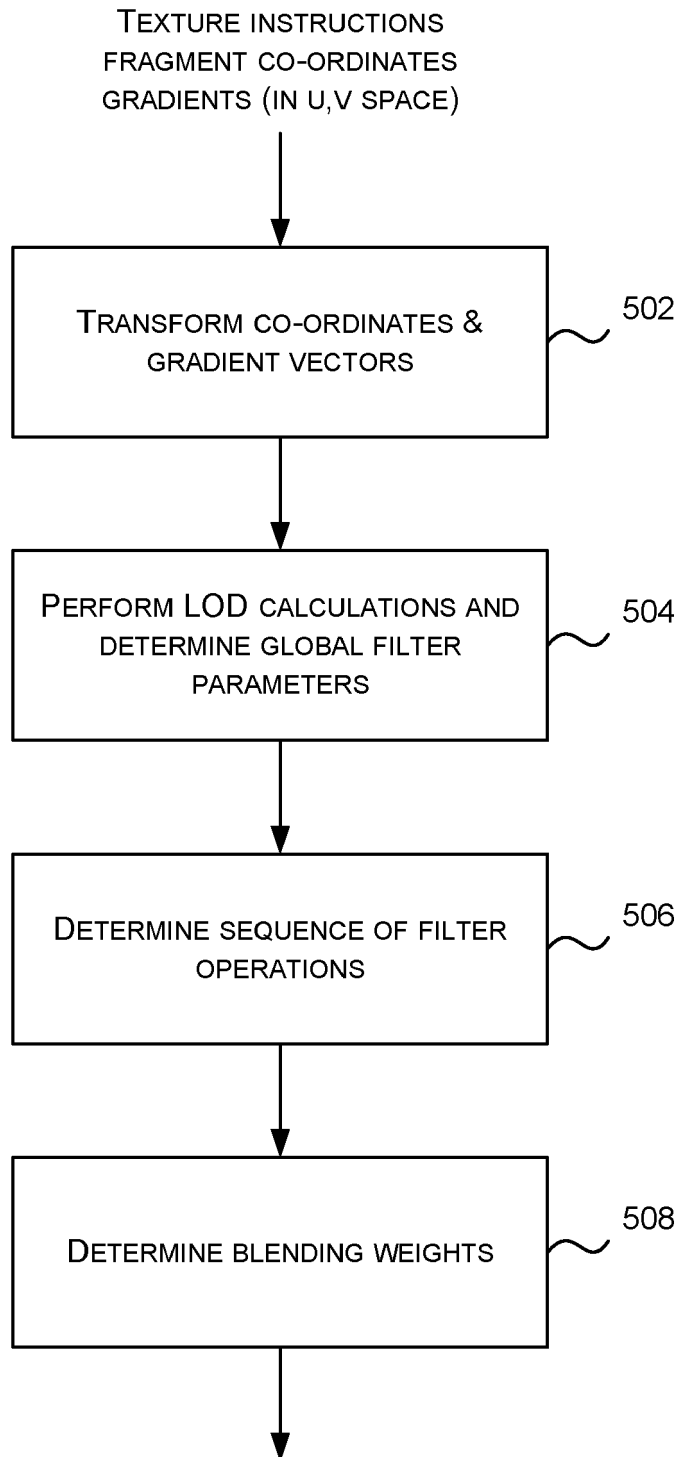 TEXTURE INSTRUCTIONS
FRAGMENT CO-ORDINATES
GRADIENTS (IN U,V SPACE)
TRANSFORM CO-ORDINATES &
GRADIENT VECTORS
502
PERFORM LOD CALCULATIONS AND
DETERMINE GLOBAL FILTER
PARAMETERS
504
DETERMINE SEQUENCE OF FILTER
OPERATIONS
506
DETERMINE BLENDING WEIGHTS
508